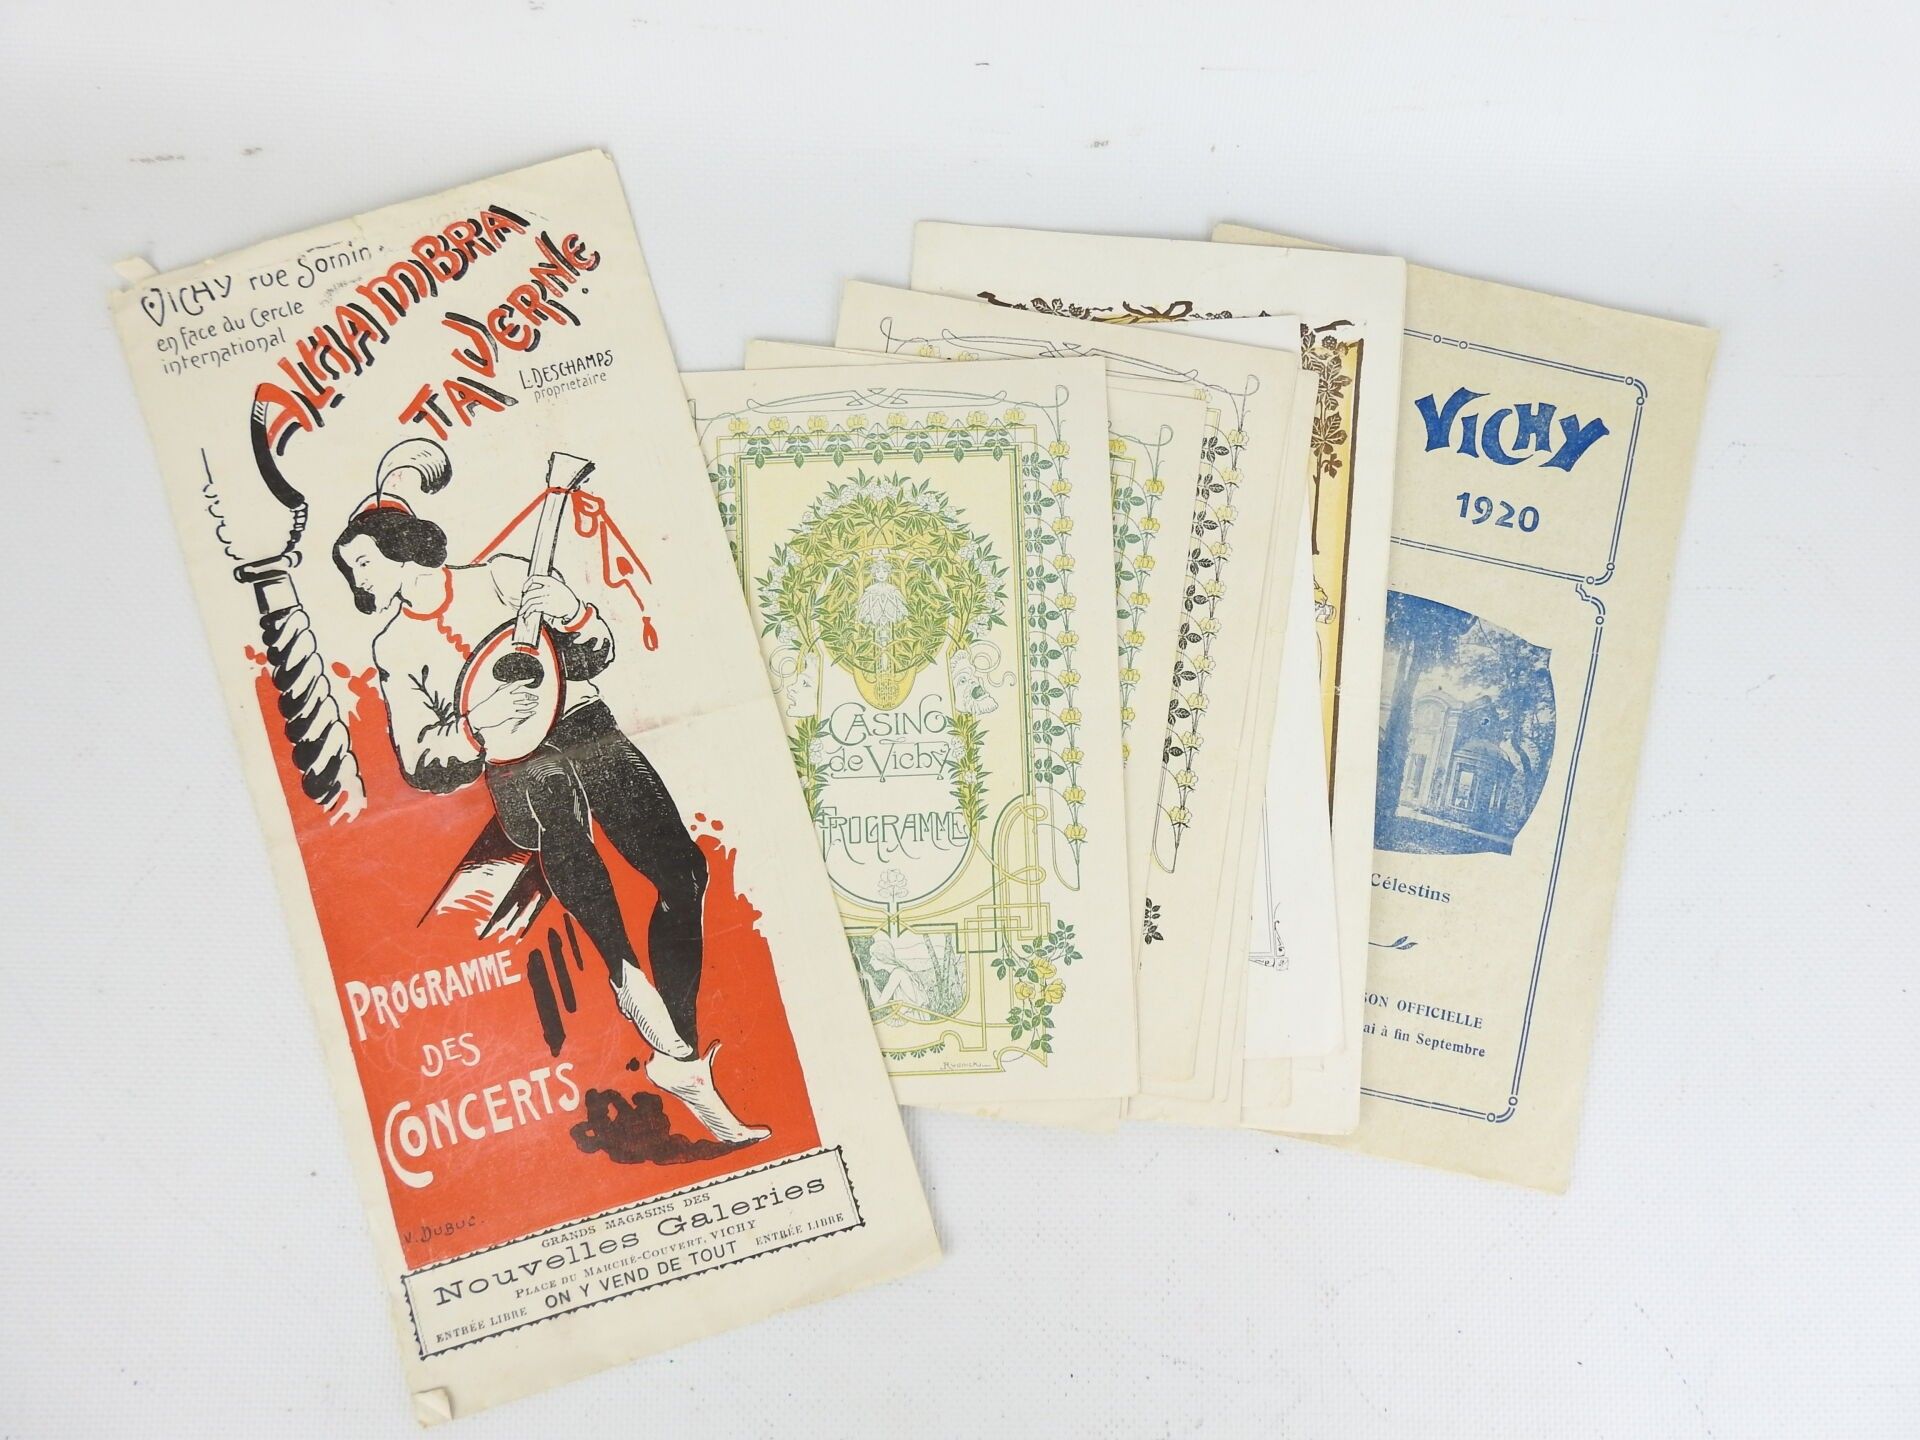 VICHY rue Sornin
en face du Cercle
international
ALHAMBRA
TAVERNE
L. DESCHAMPS
propriétaire
PROGRAMME
DES
CONCERTS
V. DUBUC.
GRANDS MAGASINS DES
Nouvelles Galeries
PLACE DU MARCHÉ-COUVERT, VICHY
ENTRÉE LIBRE ON Y VEND DE TOUT ENTRÉE LIBRE
CASINO
de Vichy
PROGRAMME
VICHY
1920
Célestins
OFFICIELLE
à fin Septembre